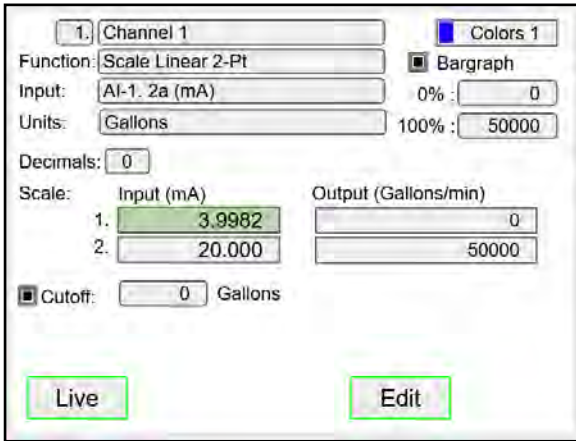 1. Channel 1 Colors 1
Function: Scale Linear 2-Pt Bargraph
Input: AI-1. 2a (mA) 0% : 0
Units: Gallons 100% : 50000
Decimals: 0
Scale: Input (mA) Output (Gallons/min)
1. 3.9982 0
2. 20.000 50000
Cutoff: 0 Gallons
Live Edit